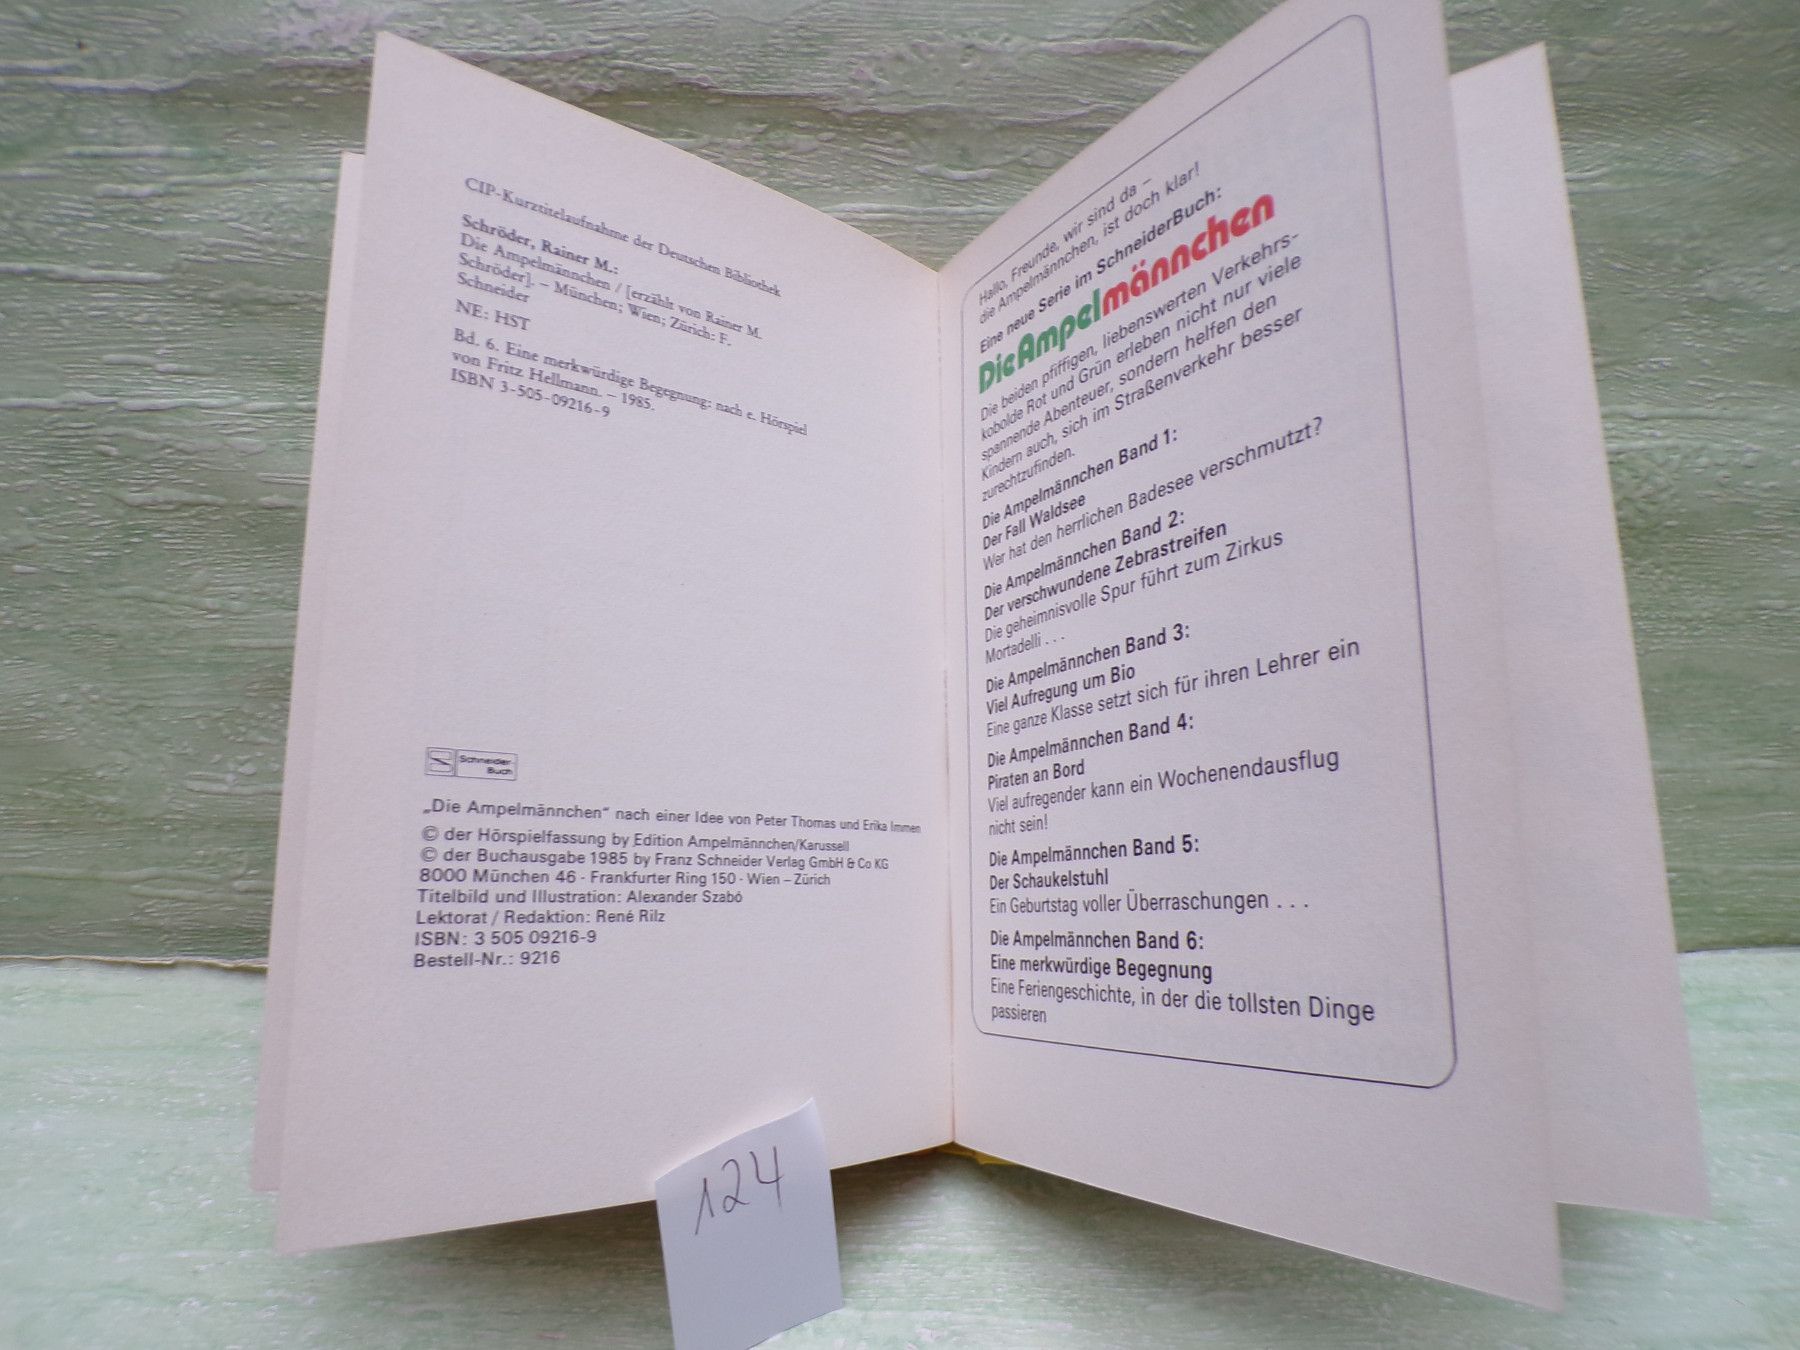 CIP-Kurztitelaufnahme der Deutschen Bibliothek
Schröder, Rainer M.:
Die Ampelmännchen / [erzählt von Rainer M.
Schröder]. – München; Wien; Zürich: F.
Schneider
NE: HST
Bd. 6. Eine merkwürdige Begegnung: nach e. Hörspiel
von Fritz Hellmann. – 1985.
ISBN 3-505-09216-9
Schneider-
Buch
„Die Ampelmännchen“ nach einer Idee von Peter Thomas und Erika Immen
© der Hörspielfassung by Edition Ampelmännchen/Karussell
© der Buchausgabe 1985 by Franz Schneider Verlag GmbH & Co KG
8000 München 46 · Frankfurter Ring 150 · Wien – Zürich
Titelbild und Illustration: Alexander Szabó
Lektorat / Redaktion: René Rilz
ISBN: 3 505 09216-9
Bestell-Nr.: 9216
124
Hallo, Freunde, wir sind da –
die Ampelmännchen, ist doch klar!
Eine neue Serie im SchneiderBuch:
Die Ampelmännchen
Die beiden pfiffigen, liebenswerten Verkehrs-
kobolde Rot und Grün erleben nicht nur viele
spannende Abenteuer, sondern helfen den
Kindern auch, sich im Straßenverkehr besser
zurechtzufinden.
Die Ampelmännchen Band 1:
Der Fall Waldsee
Wer hat den herrlichen Badesee verschmutzt?
Die Ampelmännchen Band 2:
Der verschwundene Zebrastreifen
Die geheimnisvolle Spur führt zum Zirkus
Mortadelli . . .
Die Ampelmännchen Band 3:
Viel Aufregung um Bio
Eine ganze Klasse setzt sich für ihren Lehrer ein
Die Ampelmännchen Band 4:
Piraten an Bord
Viel aufregender kann ein Wochenendausflug
nicht sein!
Die Ampelmännchen Band 5:
Der Schaukelstuhl
Ein Geburtstag voller Überraschungen . . .
Die Ampelmännchen Band 6:
Eine merkwürdige Begegnung
Eine Feriengeschichte, in der die tollsten Dinge
passieren